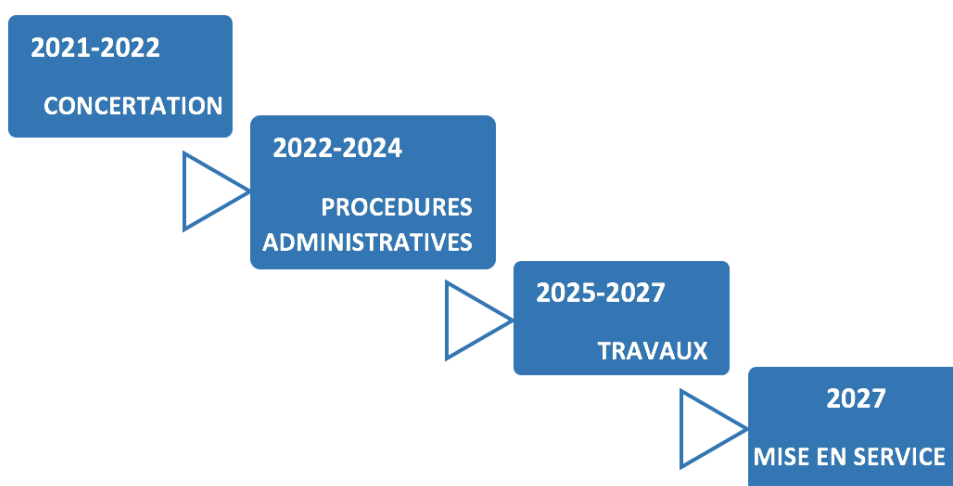 2021-2022
CONCERTATION
2022-2024
PROCEDURES
ADMINISTRATIVES
2025-2027
TRAVAUX
2027
MISE EN SERVICE